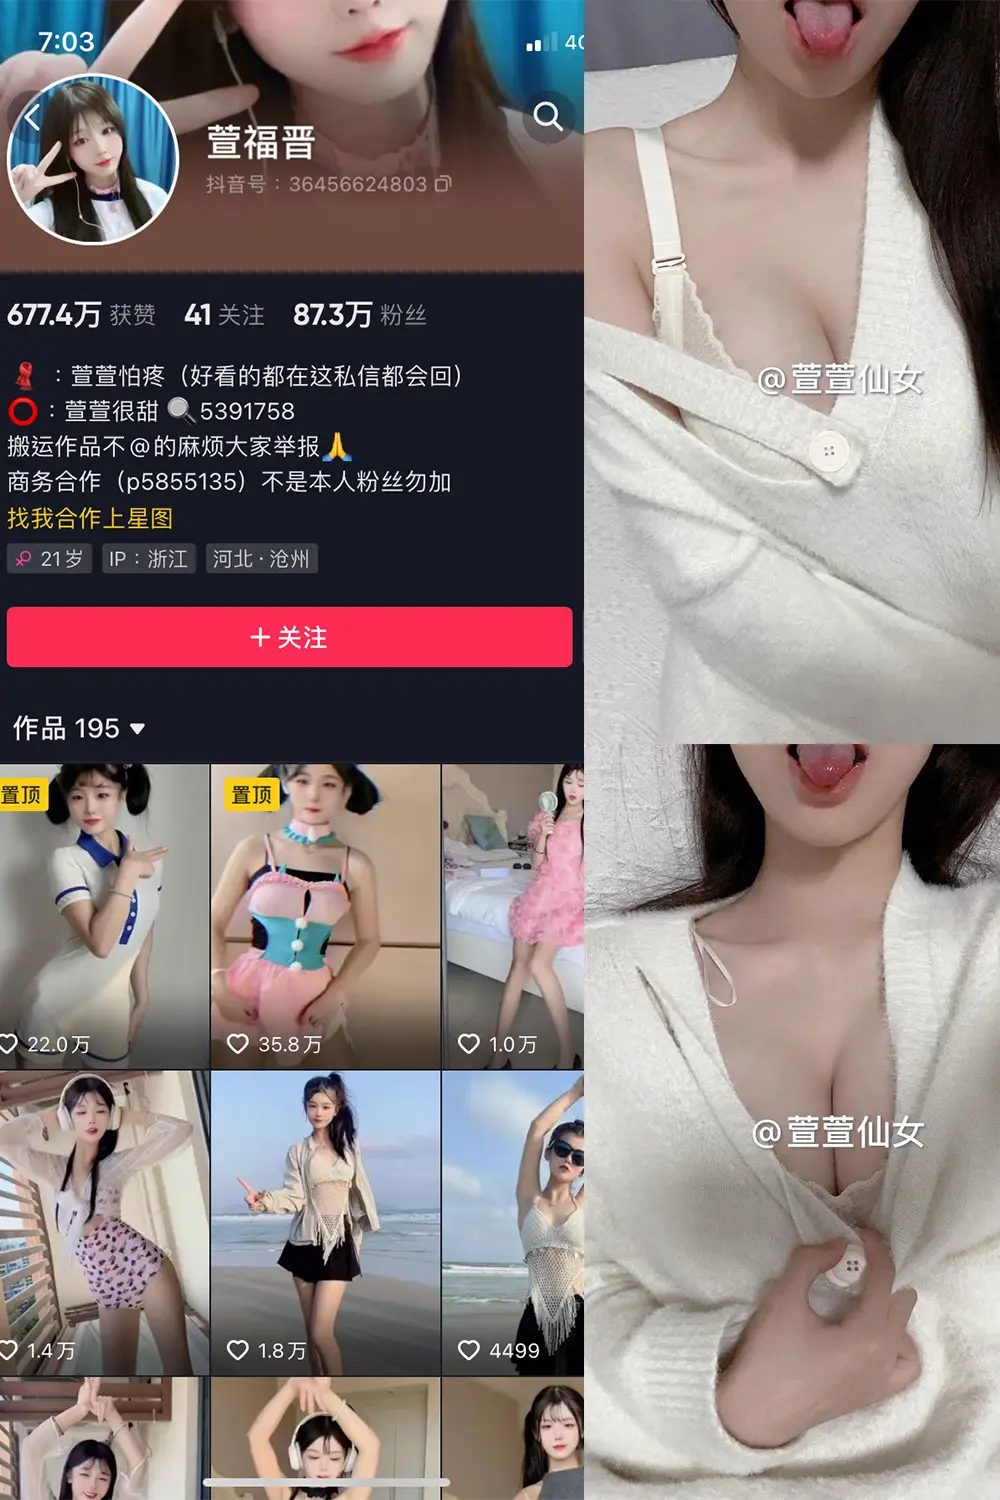 7:03
4G
萱福晋
抖音号：36456624803
677.4万 获赞 41 关注 87.3万 粉丝
：萱萱怕疼（好看的都在这私信都会回）
：萱萱很甜 5391758
搬运作品不@的麻烦大家举报
商务合作（p5855135）不是本人粉丝勿加
找我合作上星图
21岁 IP：浙江 河北·沧州
+关注
作品 195
置顶 置顶
22.0万 35.8万 1.0万
1.4万 1.8万 4499
@萱萱仙女
@萱萱仙女